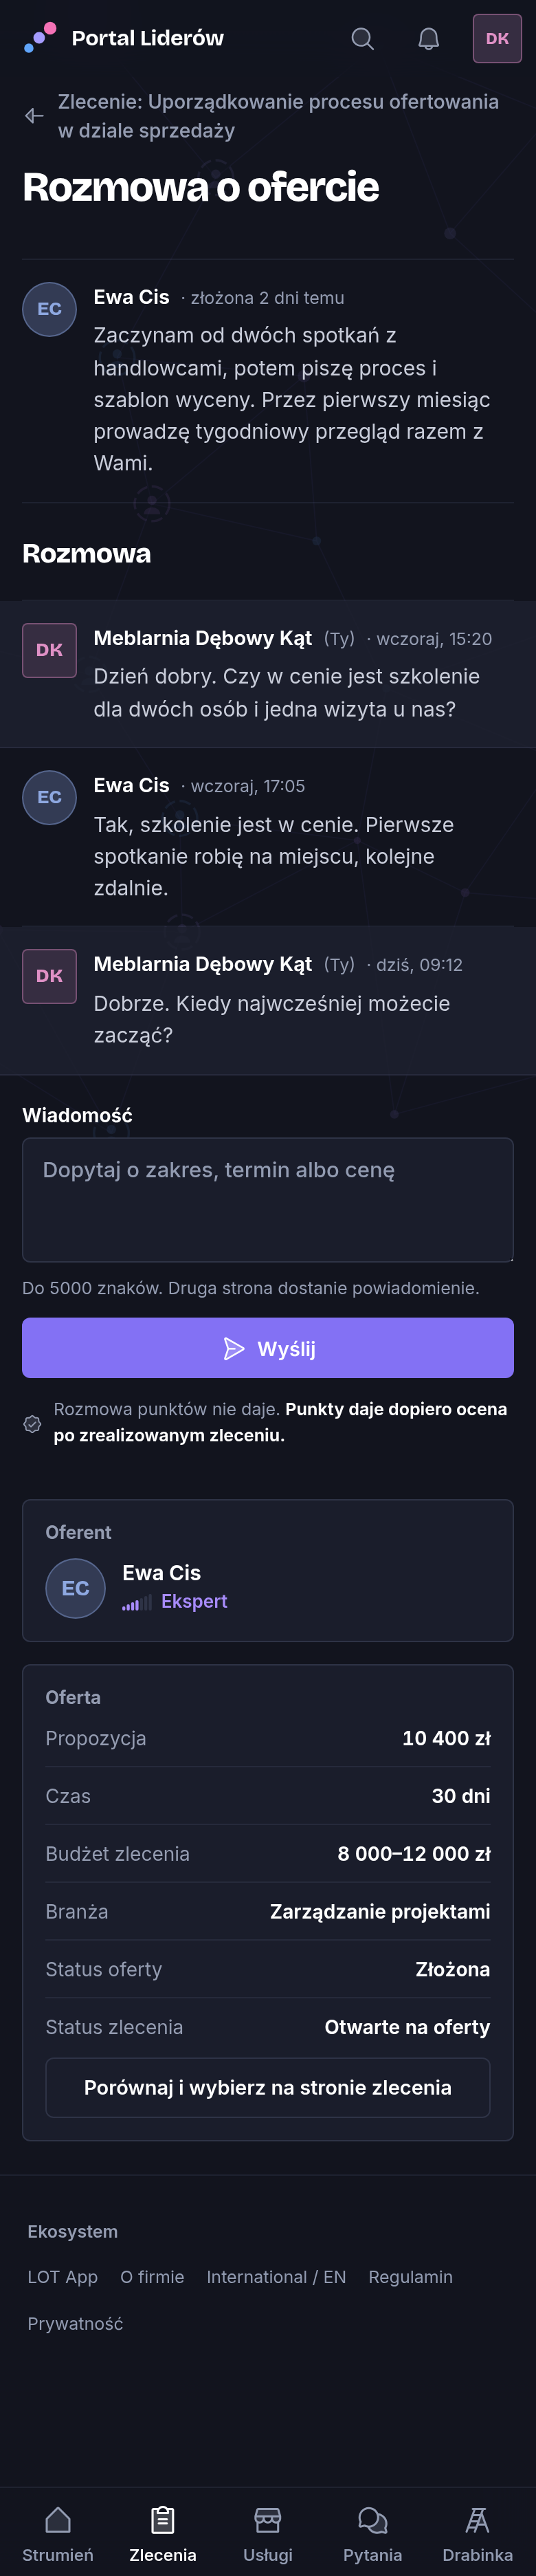 Portal Liderów
DK
Zlecenie: Uporządkowanie procesu ofertowania
w dziale sprzedaży
Rozmowa o ofercie
EC
Ewa Cis · złożona 2 dni temu
Zaczynam od dwóch spotkań z
handlowcami, potem piszę proces i
szablon wyceny. Przez pierwszy miesiąc
prowadzę tygodniowy przegląd razem z
Wami.
Rozmowa
DK
Meblarnia Dębowy Kąt (Ty) · wczoraj, 15:20
Dzień dobry. Czy w cenie jest szkolenie
dla dwóch osób i jedna wizyta u nas?
EC
Ewa Cis · wczoraj, 17:05
Tak, szkolenie jest w cenie. Pierwsze
spotkanie robię na miejscu, kolejne
zdalnie.
DK
Meblarnia Dębowy Kąt (Ty) · dziś, 09:12
Dobrze. Kiedy najwcześniej możecie
zacząć?
Wiadomość
Dopytaj o zakres, termin albo cenę
Do 5000 znaków. Druga strona dostanie powiadomienie.
Wyślij
Rozmowa punktów nie daje. Punkty daje dopiero ocena
po zrealizowanym zleceniu.
Oferent
EC
Ewa Cis
Ekspert
Oferta
Propozycja 10 400 zł
Czas 30 dni
Budżet zlecenia 8 000–12 000 zł
Branża Zarządzanie projektami
Status oferty Złożona
Status zlecenia Otwarte na oferty
Porównaj i wybierz na stronie zlecenia
Ekosystem
LOT App O firmie International / EN Regulamin
Prywatność
Strumień Zlecenia Usługi Pytania Drabinka